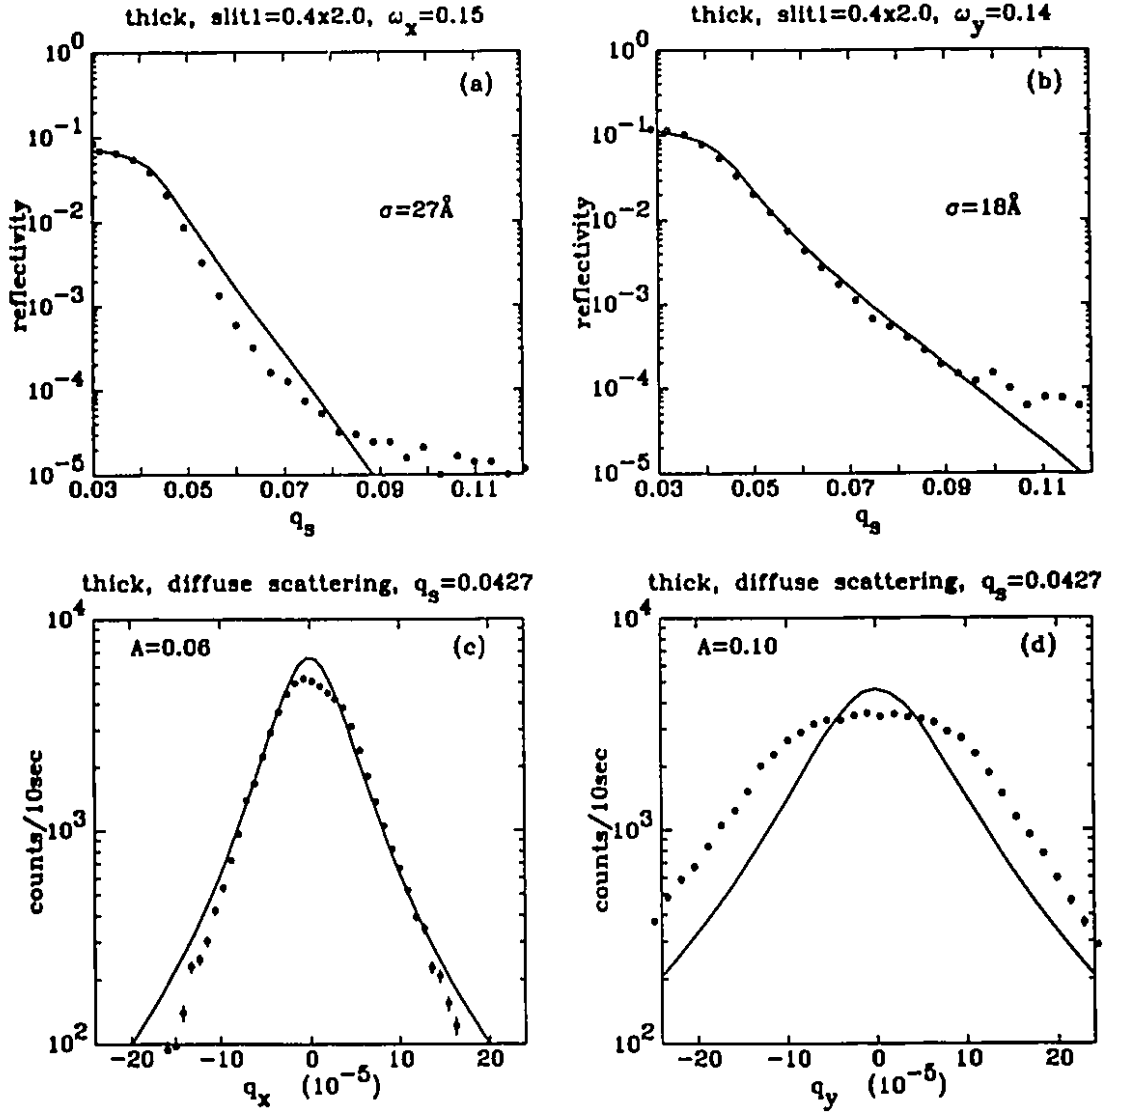 thick, slit1=0.4x2.0, ω_x=0.15
(a)
σ=27Å
reflectivity
10^0
10^-1
10^-2
10^-3
10^-4
10^-5
0.03 0.05 0.07 0.09 0.11
q_s
thick, slit1=0.4x2.0, ω_y=0.14
(b)
σ=18Å
reflectivity
10^0
10^-1
10^-2
10^-3
10^-4
10^-5
0.03 0.05 0.07 0.09 0.11
q_s
thick, diffuse scattering, q_s=0.0427
A=0.06 (c)
counts/10sec
10^4
10^3
10^2
-20 -10 0 10 20
q_x (10^-5)
thick, diffuse scattering, q_s=0.0427
A=0.10 (d)
counts/10sec
10^4
10^3
10^2
-20 -10 0 10 20
q_y (10^-5)